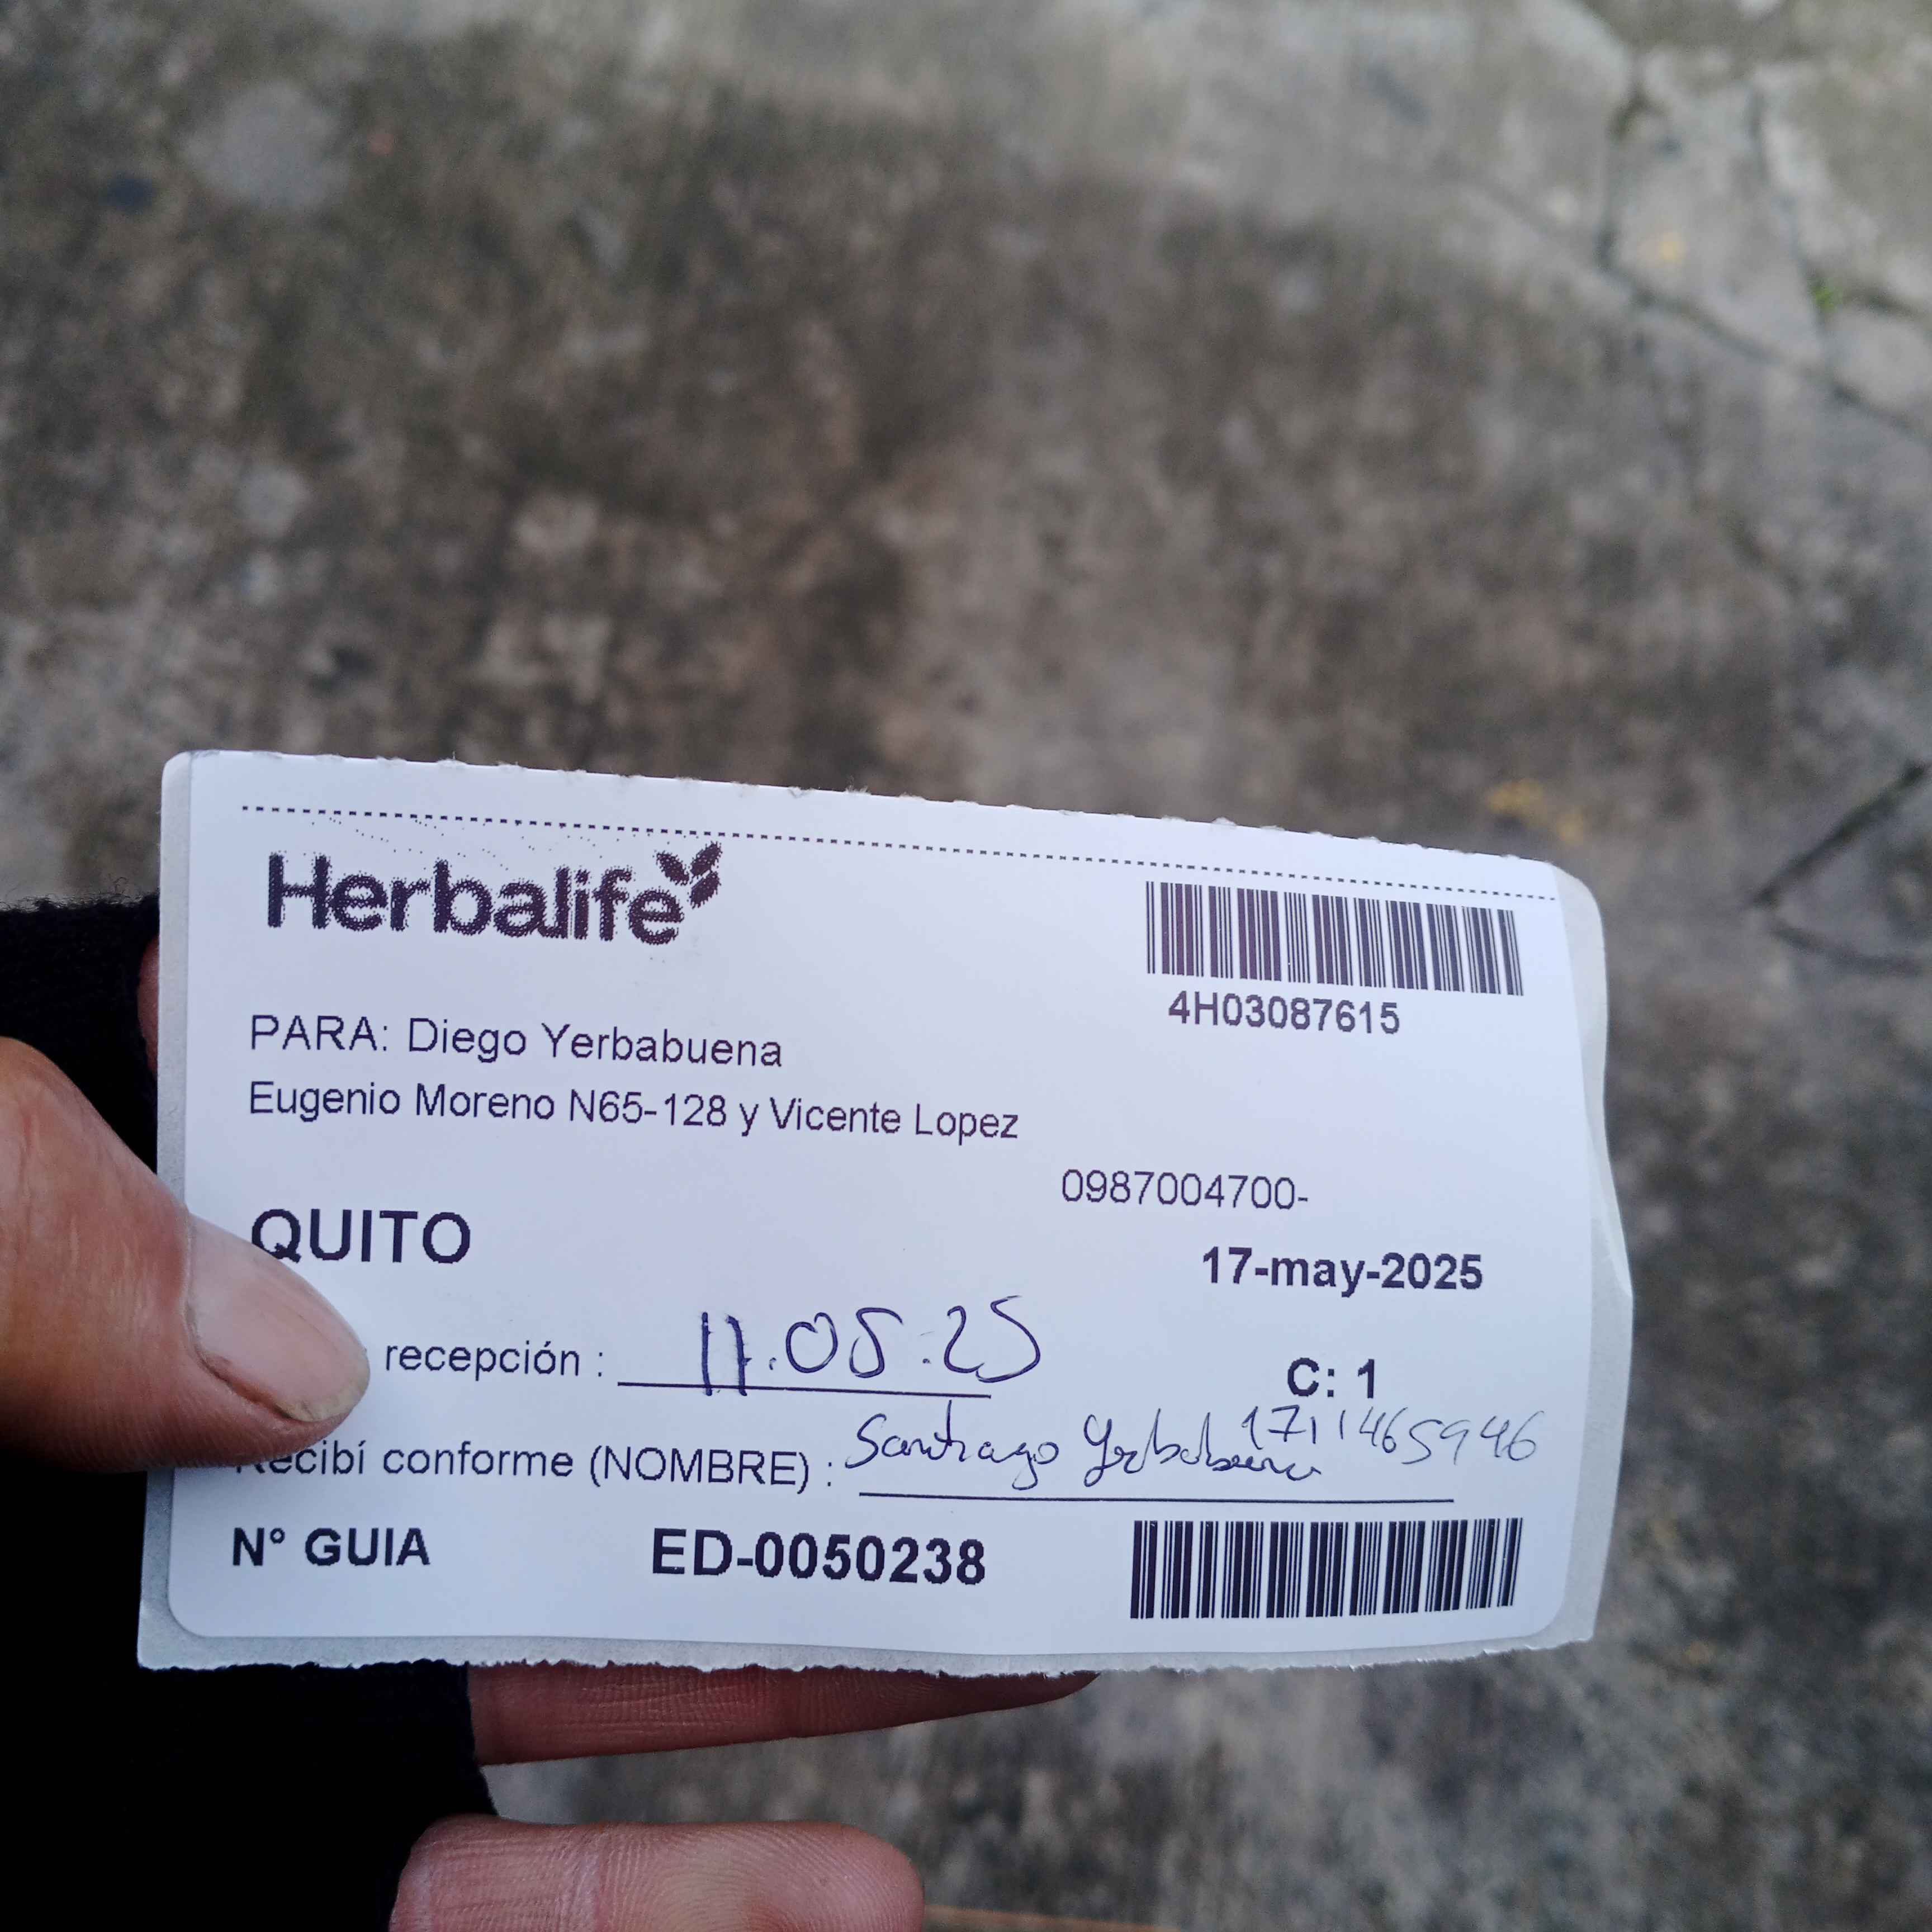 Herbalife
4H03087615
PARA: Diego Yerbabuena
Eugenio Moreno N65-128 y Vicente Lopez
0987004700-
QUITO
17-may-2025
recepción : 17.05.25
C: 1
1711465946
Recibí conforme (NOMBRE) : Santiago Yerbabuena
N° GUIA ED-0050238